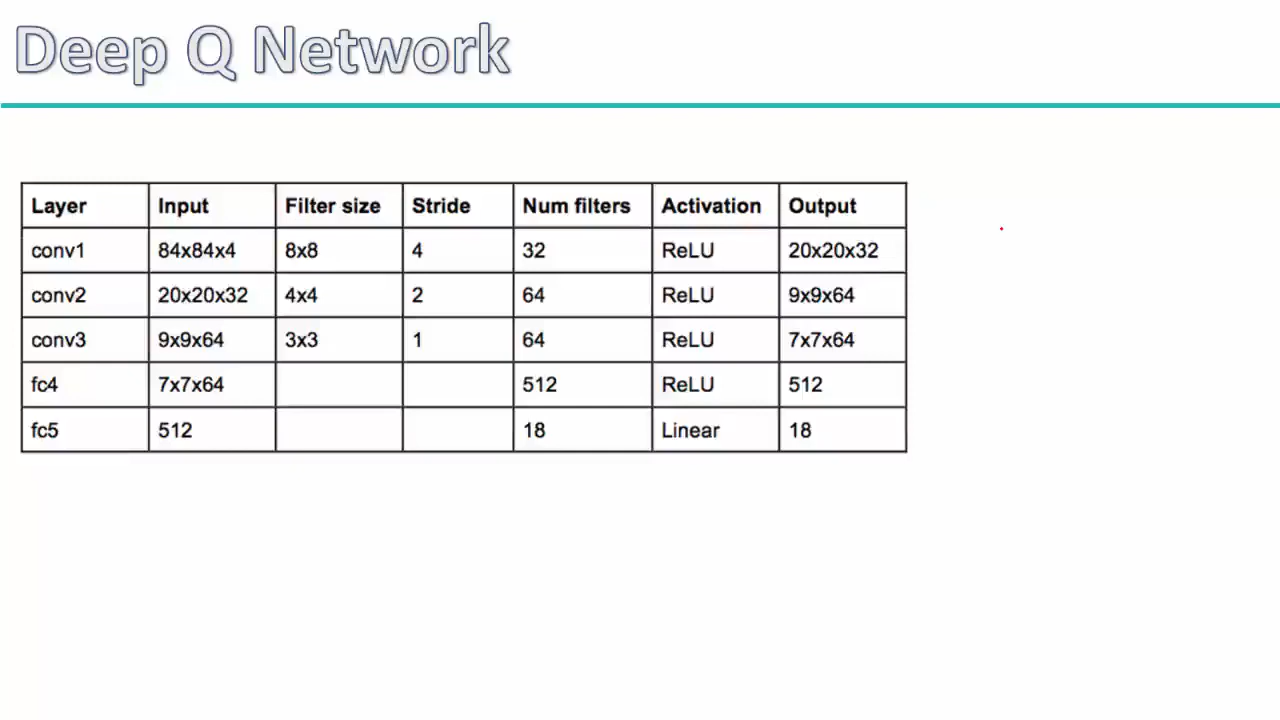 Deep Q Network
Layer Input Filter size Stride Num filters Activation Output
conv1 84x84x4 8x8 4 32 ReLU 20x20x32
conv2 20x20x32 4x4 2 64 ReLU 9x9x64
conv3 9x9x64 3x3 1 64 ReLU 7x7x64
fc4 7x7x64 512 ReLU 512
fc5 512 18 Linear 18